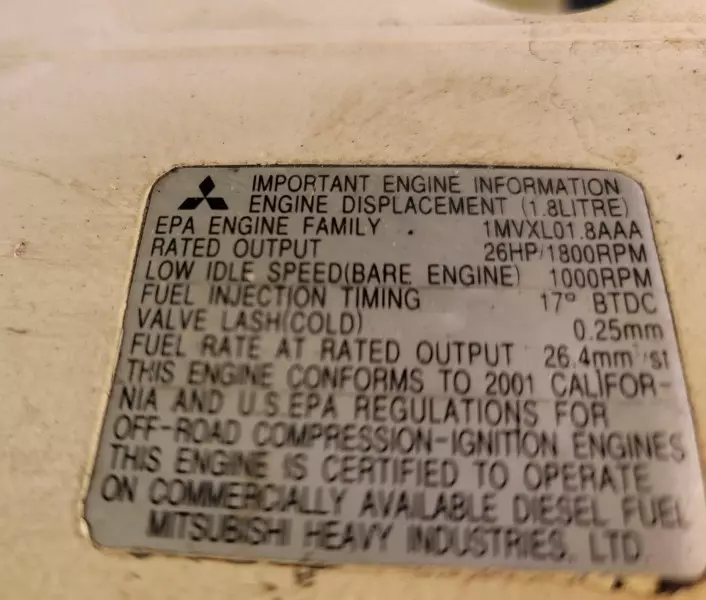 IMPORTANT ENGINE INFORMATION
ENGINE DISPLACEMENT (1.8LITRE)
EPA ENGINE FAMILY . 1MVXL01.8AAA
RATED OUTPUT 26HP/1800RPM
LOW IDLE SPEED(BARE ENGINE) 1000RPM
FUEL INJECTION TIMING 17° BTDC
VALVE LASH(COLD) 0.25mm
FUEL RATE AT RATED OUTPUT 26.4mm³/st
THIS ENGINE CONFORMS TO 2001 CALIFOR-
NIA AND U.S.EPA REGULATIONS FOR
OFF-ROAD COMPRESSION-IGNITION ENGINES
THIS ENGINE IS CERTIFIED TO OPERATE
ON COMMERCIALLY AVAILABLE DIESEL FUEL
MITSUBISHI HEAVY INDUSTRIES, LTD.